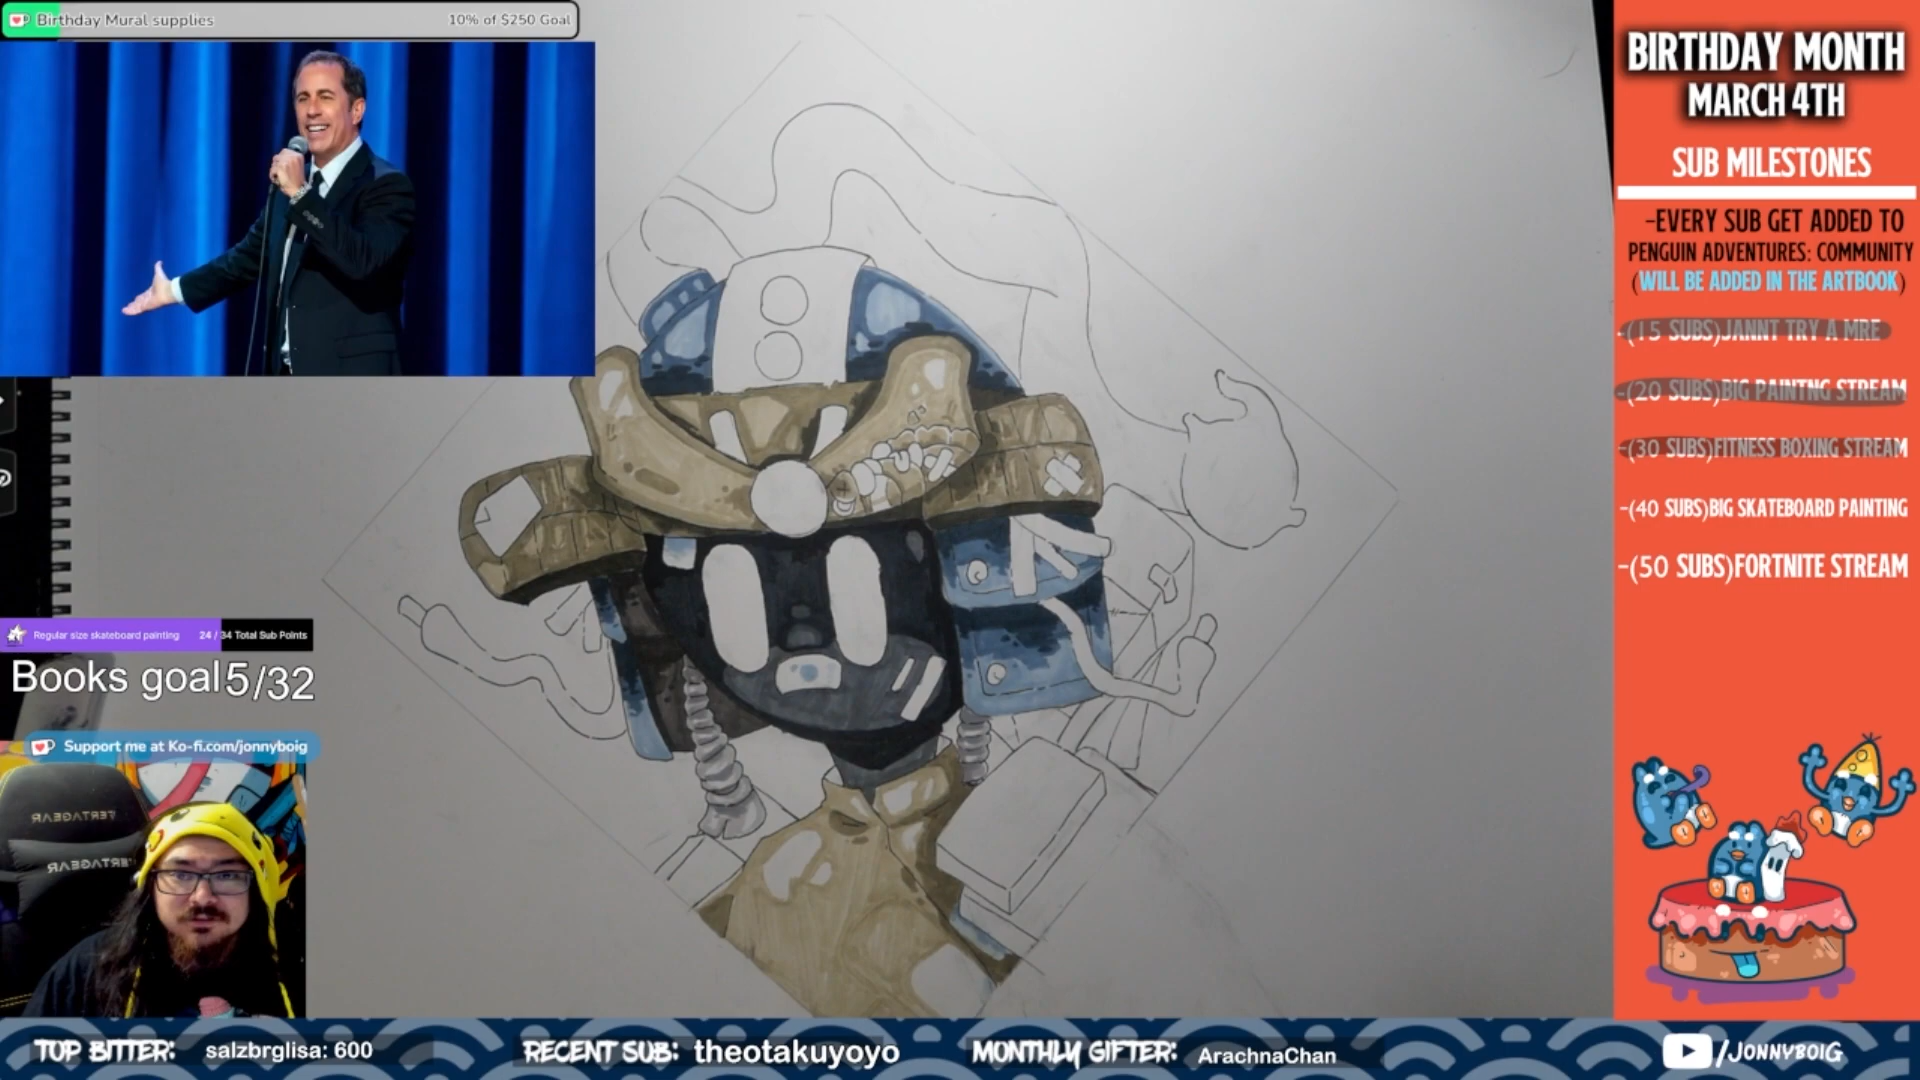 Birthday Mural supplies
10% of $250 Goal
BIRTHDAY MONTH
MARCH 4TH
SUB MILESTONES
-EVERY SUB GET ADDED TO
PENGUIN ADVENTURES: COMMUNITY
(WILL BE ADDED IN THE ARTBOOK)
-(15 SUBS)JANNT TRY A MRE
-(20 SUBS)BIG PAINTNG STREAM
-(30 SUBS)FITNESS BOXING STREAM
-(40 SUBS)BIG SKATEBOARD PAINTING
-(50 SUBS)FORTNITE STREAM
Regular size skateboard painting
24 / 34 Total Sub Points
Books goal 5/32
Support me at Ko-fi.com/jonnyboig
VERTAGEAR
VERTAGEAR
TOP BITTER: salzbrglisa: 600
RECENT SUB: theotakuyoyo
MONTHLY GIFTER: ArachnaChan
/JONNYBOIG